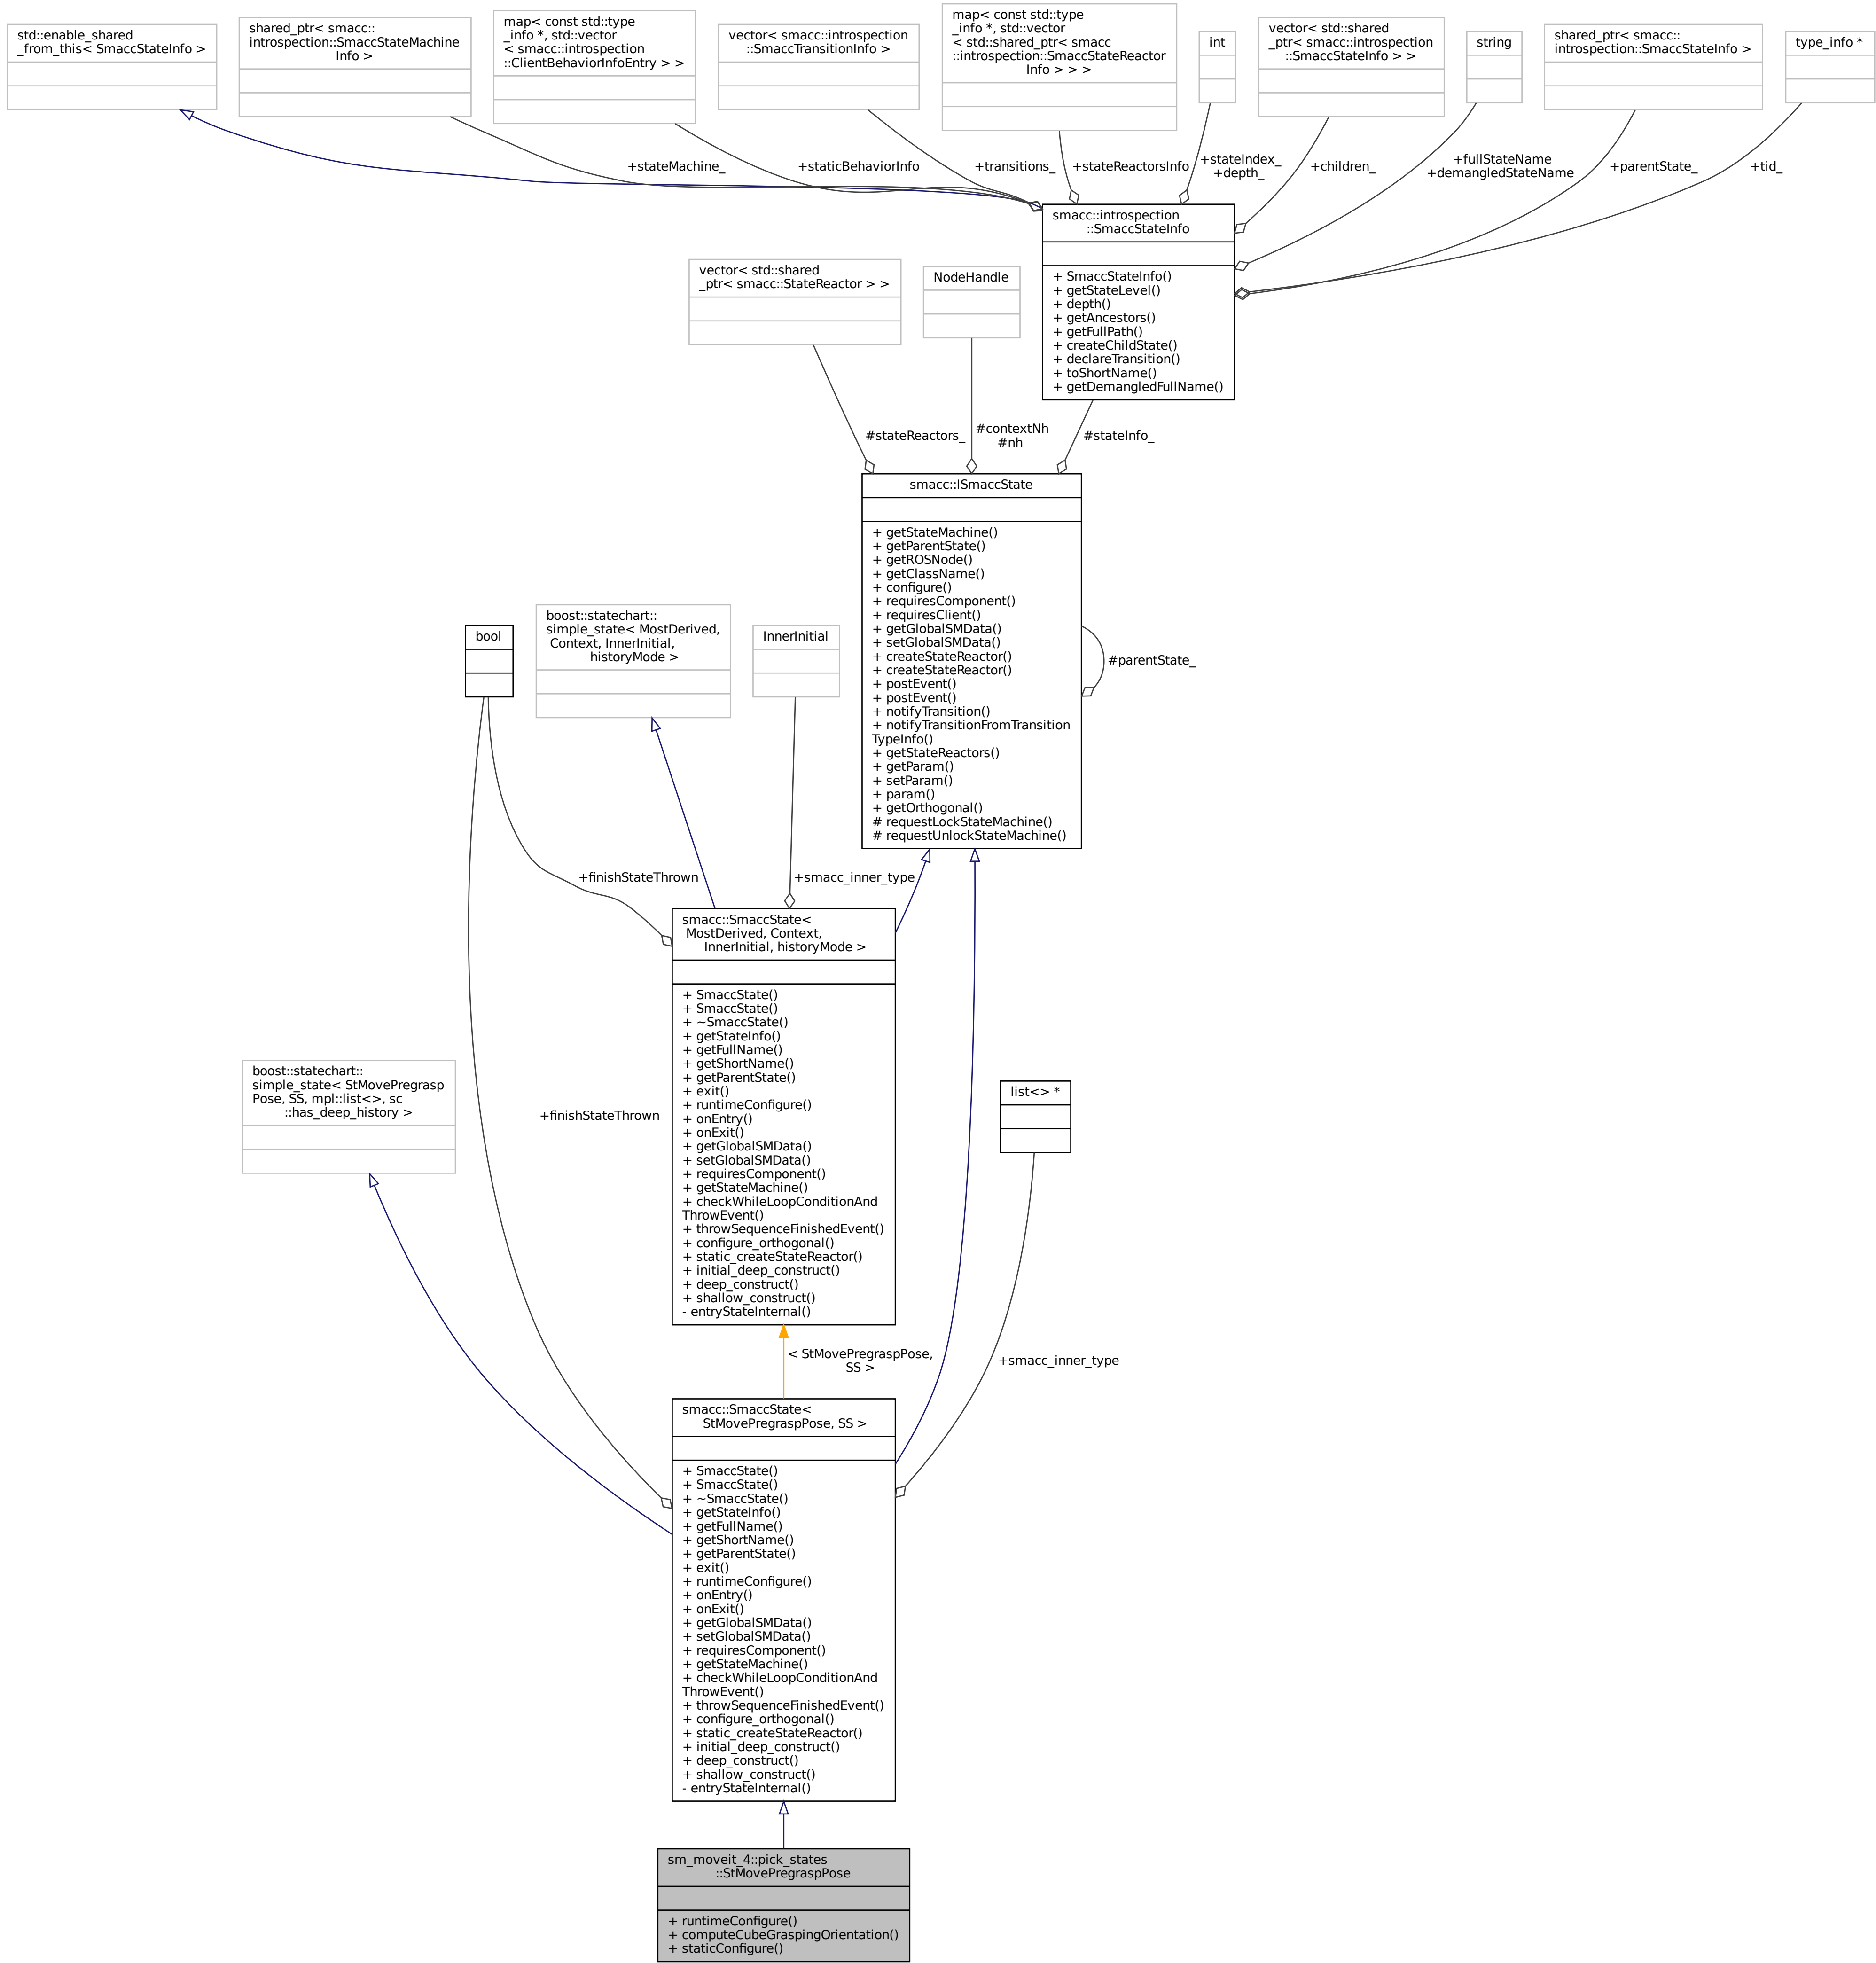 std::enable_shared
_from_this< SmaccStateInfo >
shared_ptr< smacc::
introspection::SmaccStateMachine
Info >
map< const std::type
_info *, std::vector
< smacc::introspection
::ClientBehaviorInfoEntry > >
vector< smacc::introspection
::SmaccTransitionInfo >
map< const std::type
_info *, std::vector
< std::shared_ptr< smacc
::introspection::SmaccStateReactor
Info > > >
int
vector< std::shared
_ptr< smacc::introspection
::SmaccStateInfo > >
string
shared_ptr< smacc::
introspection::SmaccStateInfo >
type_info *
+stateMachine_
+staticBehaviorInfo
+transitions_
+stateReactorsInfo
+stateIndex_
+depth_
+children_
+fullStateName
+demangledStateName
+parentState_
+tid_
smacc::introspection
::SmaccStateInfo
+ SmaccStateInfo()
+ getStateLevel()
+ depth()
+ getAncestors()
+ getFullPath()
+ createChildState()
+ declareTransition()
+ toShortName()
+ getDemangledFullName()
vector< std::shared
_ptr< smacc::StateReactor > >
NodeHandle
#stateReactors_
#contextNh
#nh
#stateInfo_
smacc::ISmaccState
+ getStateMachine()
+ getParentState()
+ getROSNode()
+ getClassName()
+ configure()
+ requiresComponent()
+ requiresClient()
+ getGlobalSMData()
+ setGlobalSMData()
+ createStateReactor()
+ createStateReactor()
+ postEvent()
+ postEvent()
+ notifyTransition()
+ notifyTransitionFromTransition
TypeInfo()
+ getStateReactors()
+ getParam()
+ setParam()
+ param()
+ getOrthogonal()
# requestLockStateMachine()
# requestUnlockStateMachine()
#parentState_
bool
boost::statechart::
simple_state< MostDerived,
Context, InnerInitial,
historyMode >
InnerInitial
+finishStateThrown
+smacc_inner_type
smacc::SmaccState<
MostDerived, Context,
InnerInitial, historyMode >
+ SmaccState()
+ SmaccState()
+ ~SmaccState()
+ getStateInfo()
+ getFullName()
+ getShortName()
+ getParentState()
+ exit()
+ runtimeConfigure()
+ onEntry()
+ onExit()
+ getGlobalSMData()
+ setGlobalSMData()
+ requiresComponent()
+ getStateMachine()
+ checkWhileLoopConditionAnd
ThrowEvent()
+ throwSequenceFinishedEvent()
+ configure_orthogonal()
+ static_createStateReactor()
+ initial_deep_construct()
+ deep_construct()
+ shallow_construct()
- entryStateInternal()
boost::statechart::
simple_state< StMovePregrasp
Pose, SS, mpl::list<>, sc
::has_deep_history >
+finishStateThrown
list<> *
< StMovePregraspPose,
SS >
+smacc_inner_type
smacc::SmaccState<
StMovePregraspPose, SS >
+ SmaccState()
+ SmaccState()
+ ~SmaccState()
+ getStateInfo()
+ getFullName()
+ getShortName()
+ getParentState()
+ exit()
+ runtimeConfigure()
+ onEntry()
+ onExit()
+ getGlobalSMData()
+ setGlobalSMData()
+ requiresComponent()
+ getStateMachine()
+ checkWhileLoopConditionAnd
ThrowEvent()
+ throwSequenceFinishedEvent()
+ configure_orthogonal()
+ static_createStateReactor()
+ initial_deep_construct()
+ deep_construct()
+ shallow_construct()
- entryStateInternal()
sm_moveit_4::pick_states
::StMovePregraspPose
+ runtimeConfigure()
+ computeCubeGraspingOrientation()
+ staticConfigure()